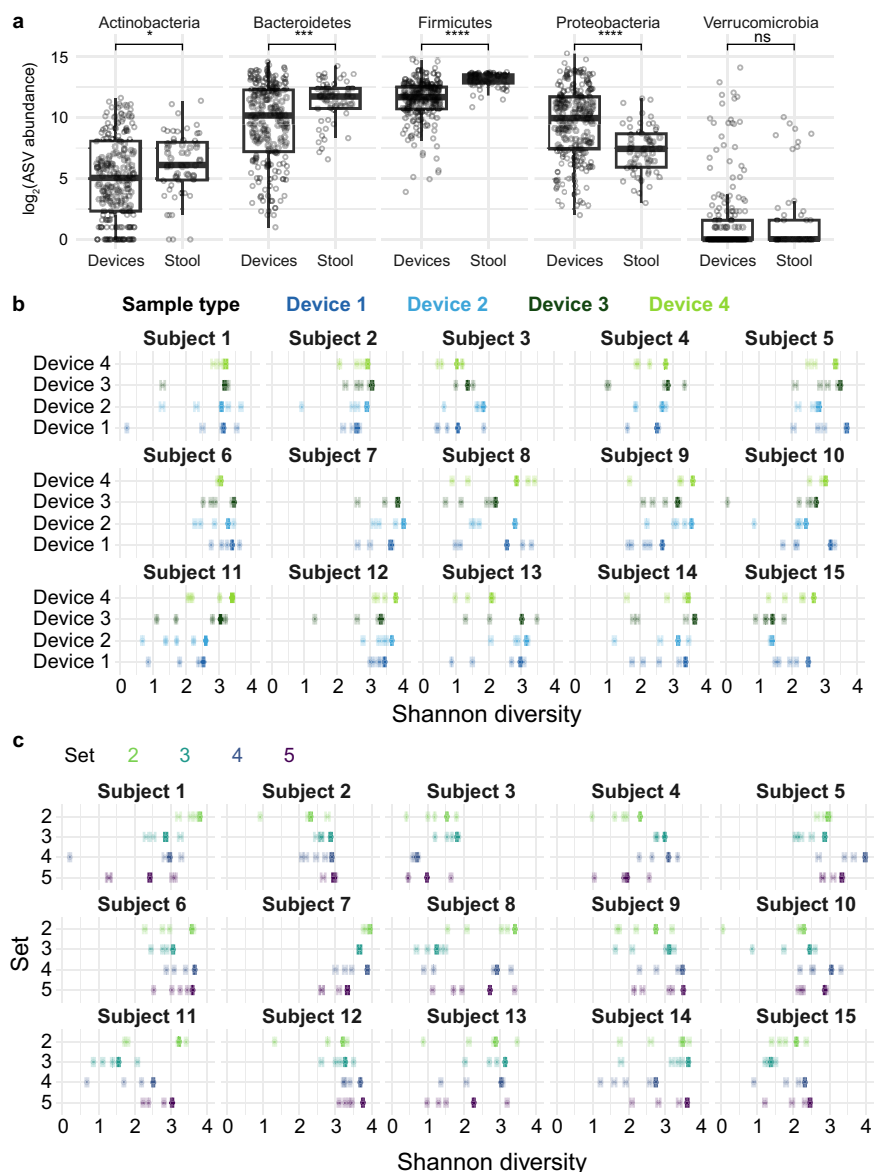 a
Actinobacteria Bacteroidetes Firmicutes Proteobacteria Verrucomicrobia
* *** **** **** ns
log2(ASV abundance)
15
10
5
0
Devices Stool Devices Stool Devices Stool Devices Stool Devices Stool
b
Sample type Device 1 Device 2 Device 3 Device 4
Subject 1 Subject 2 Subject 3 Subject 4 Subject 5
Device 4
Device 3
Device 2
Device 1
Subject 6 Subject 7 Subject 8 Subject 9 Subject 10
Device 4
Device 3
Device 2
Device 1
Subject 11 Subject 12 Subject 13 Subject 14 Subject 15
Device 4
Device 3
Device 2
Device 1
0 1 2 3 4 0 1 2 3 4 0 1 2 3 4 0 1 2 3 4 0 1 2 3 4
Shannon diversity
c
Set 2 3 4 5
Subject 1 Subject 2 Subject 3 Subject 4 Subject 5
2
3
4
5
Subject 6 Subject 7 Subject 8 Subject 9 Subject 10
Set
2
3
4
5
Subject 11 Subject 12 Subject 13 Subject 14 Subject 15
2
3
4
5
0 1 2 3 4 0 1 2 3 4 0 1 2 3 4 0 1 2 3 4 0 1 2 3 4
Shannon diversity